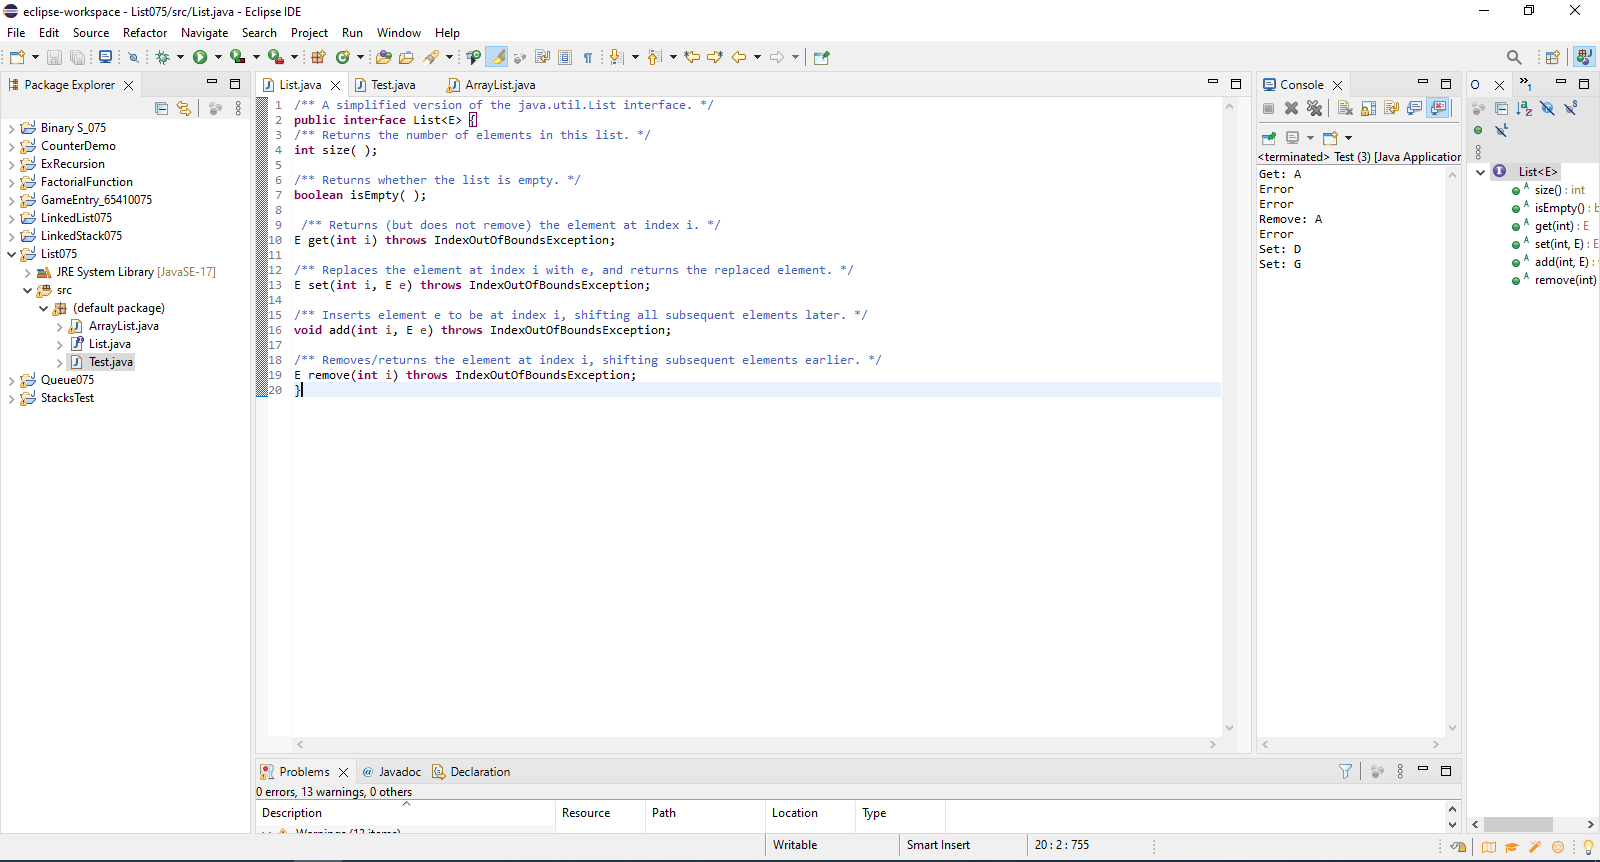 eclipse-workspace - List075/src/List.java - Eclipse IDE
File Edit Source Refactor Navigate Search Project Run Window Help
Package Explorer
Binary S_075
CounterDemo
ExRecursion
FactorialFunction
GameEntry_65410075
LinkedList075
LinkedStack075
List075
JRE System Library [JavaSE-17]
src
(default package)
ArrayList.java
List.java
Test.java
Queue075
StacksTest
List.java Test.java ArrayList.java
1 /** A simplified version of the java.util.List interface. */
2 public interface List<E> {
3 /** Returns the number of elements in this list. */
4 int size( );
5
6 /** Returns whether the list is empty. */
7 boolean isEmpty( );
8
9 /** Returns (but does not remove) the element at index i. */
10 E get(int i) throws IndexOutOfBoundsException;
11
12 /** Replaces the element at index i with e, and returns the replaced element. */
13 E set(int i, E e) throws IndexOutOfBoundsException;
14
15 /** Inserts element e to be at index i, shifting all subsequent elements later. */
16 void add(int i, E e) throws IndexOutOfBoundsException;
17
18 /** Removes/returns the element at index i, shifting subsequent elements earlier. */
19 E remove(int i) throws IndexOutOfBoundsException;
20 }
Console
<terminated> Test (3) [Java Application
Get: A
Error
Error
Remove: A
Error
Set: D
Set: G
O
List<E>
size() : int
isEmpty() : b
get(int) : E
set(int, E) : E
add(int, E) :
remove(int)
Problems Javadoc Declaration
0 errors, 13 warnings, 0 others
Description Resource Path Location Type
Warnings (13 items)
Writable Smart Insert 20 : 2 : 755